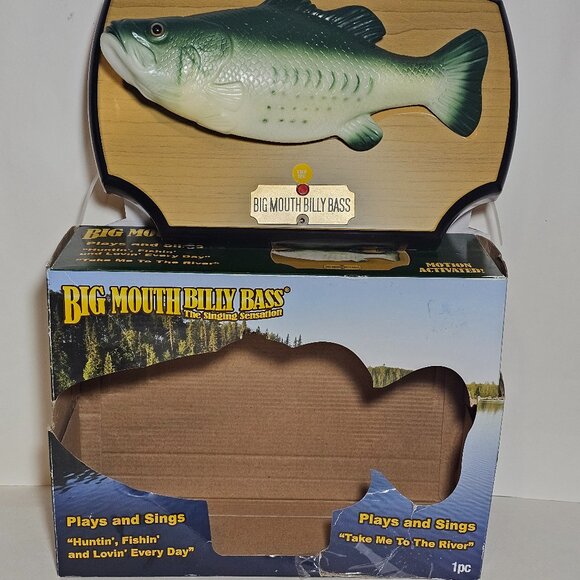 BIG MOUTH BILLY BASS
BIG MOUTH
Plays and Sings
"Huntin', Fishin'
and Lovin' Every Day"
"Take Me To The River"
MOTION
ACTIVATED!
BIG MOUTH BILLY BASS®
The Singing Sensation
Plays and Sings
"Huntin', Fishin'
and Lovin' Every Day"
Plays and Sings
"Take Me To The River"
1pc